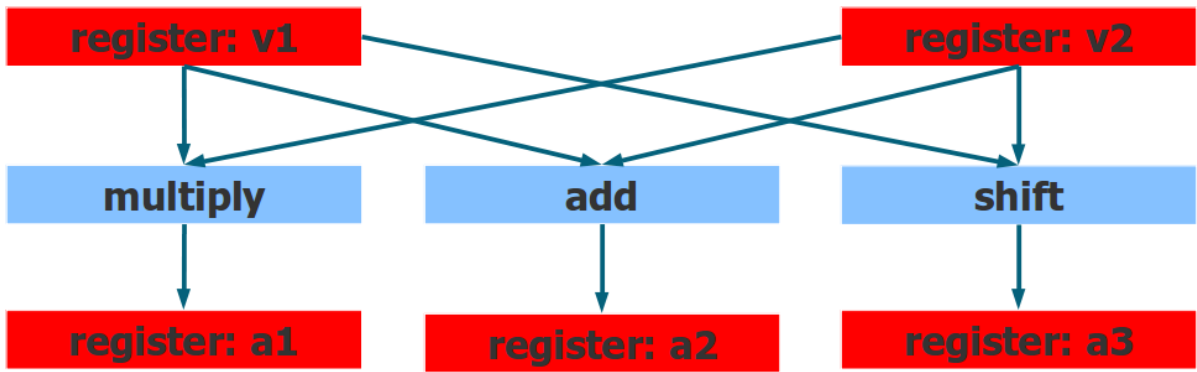 register: v1
register: v2
multiply
add
shift
register: a1
register: a2
register: a3